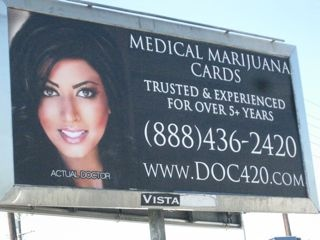 MEDICAL MARIJUANA
CARDS
TRUSTED & EXPERIENCED
FOR OVER 5+ YEARS
(888)436-2420
WWW.DOC420.COM
ACTUAL DOCTOR
VISTA